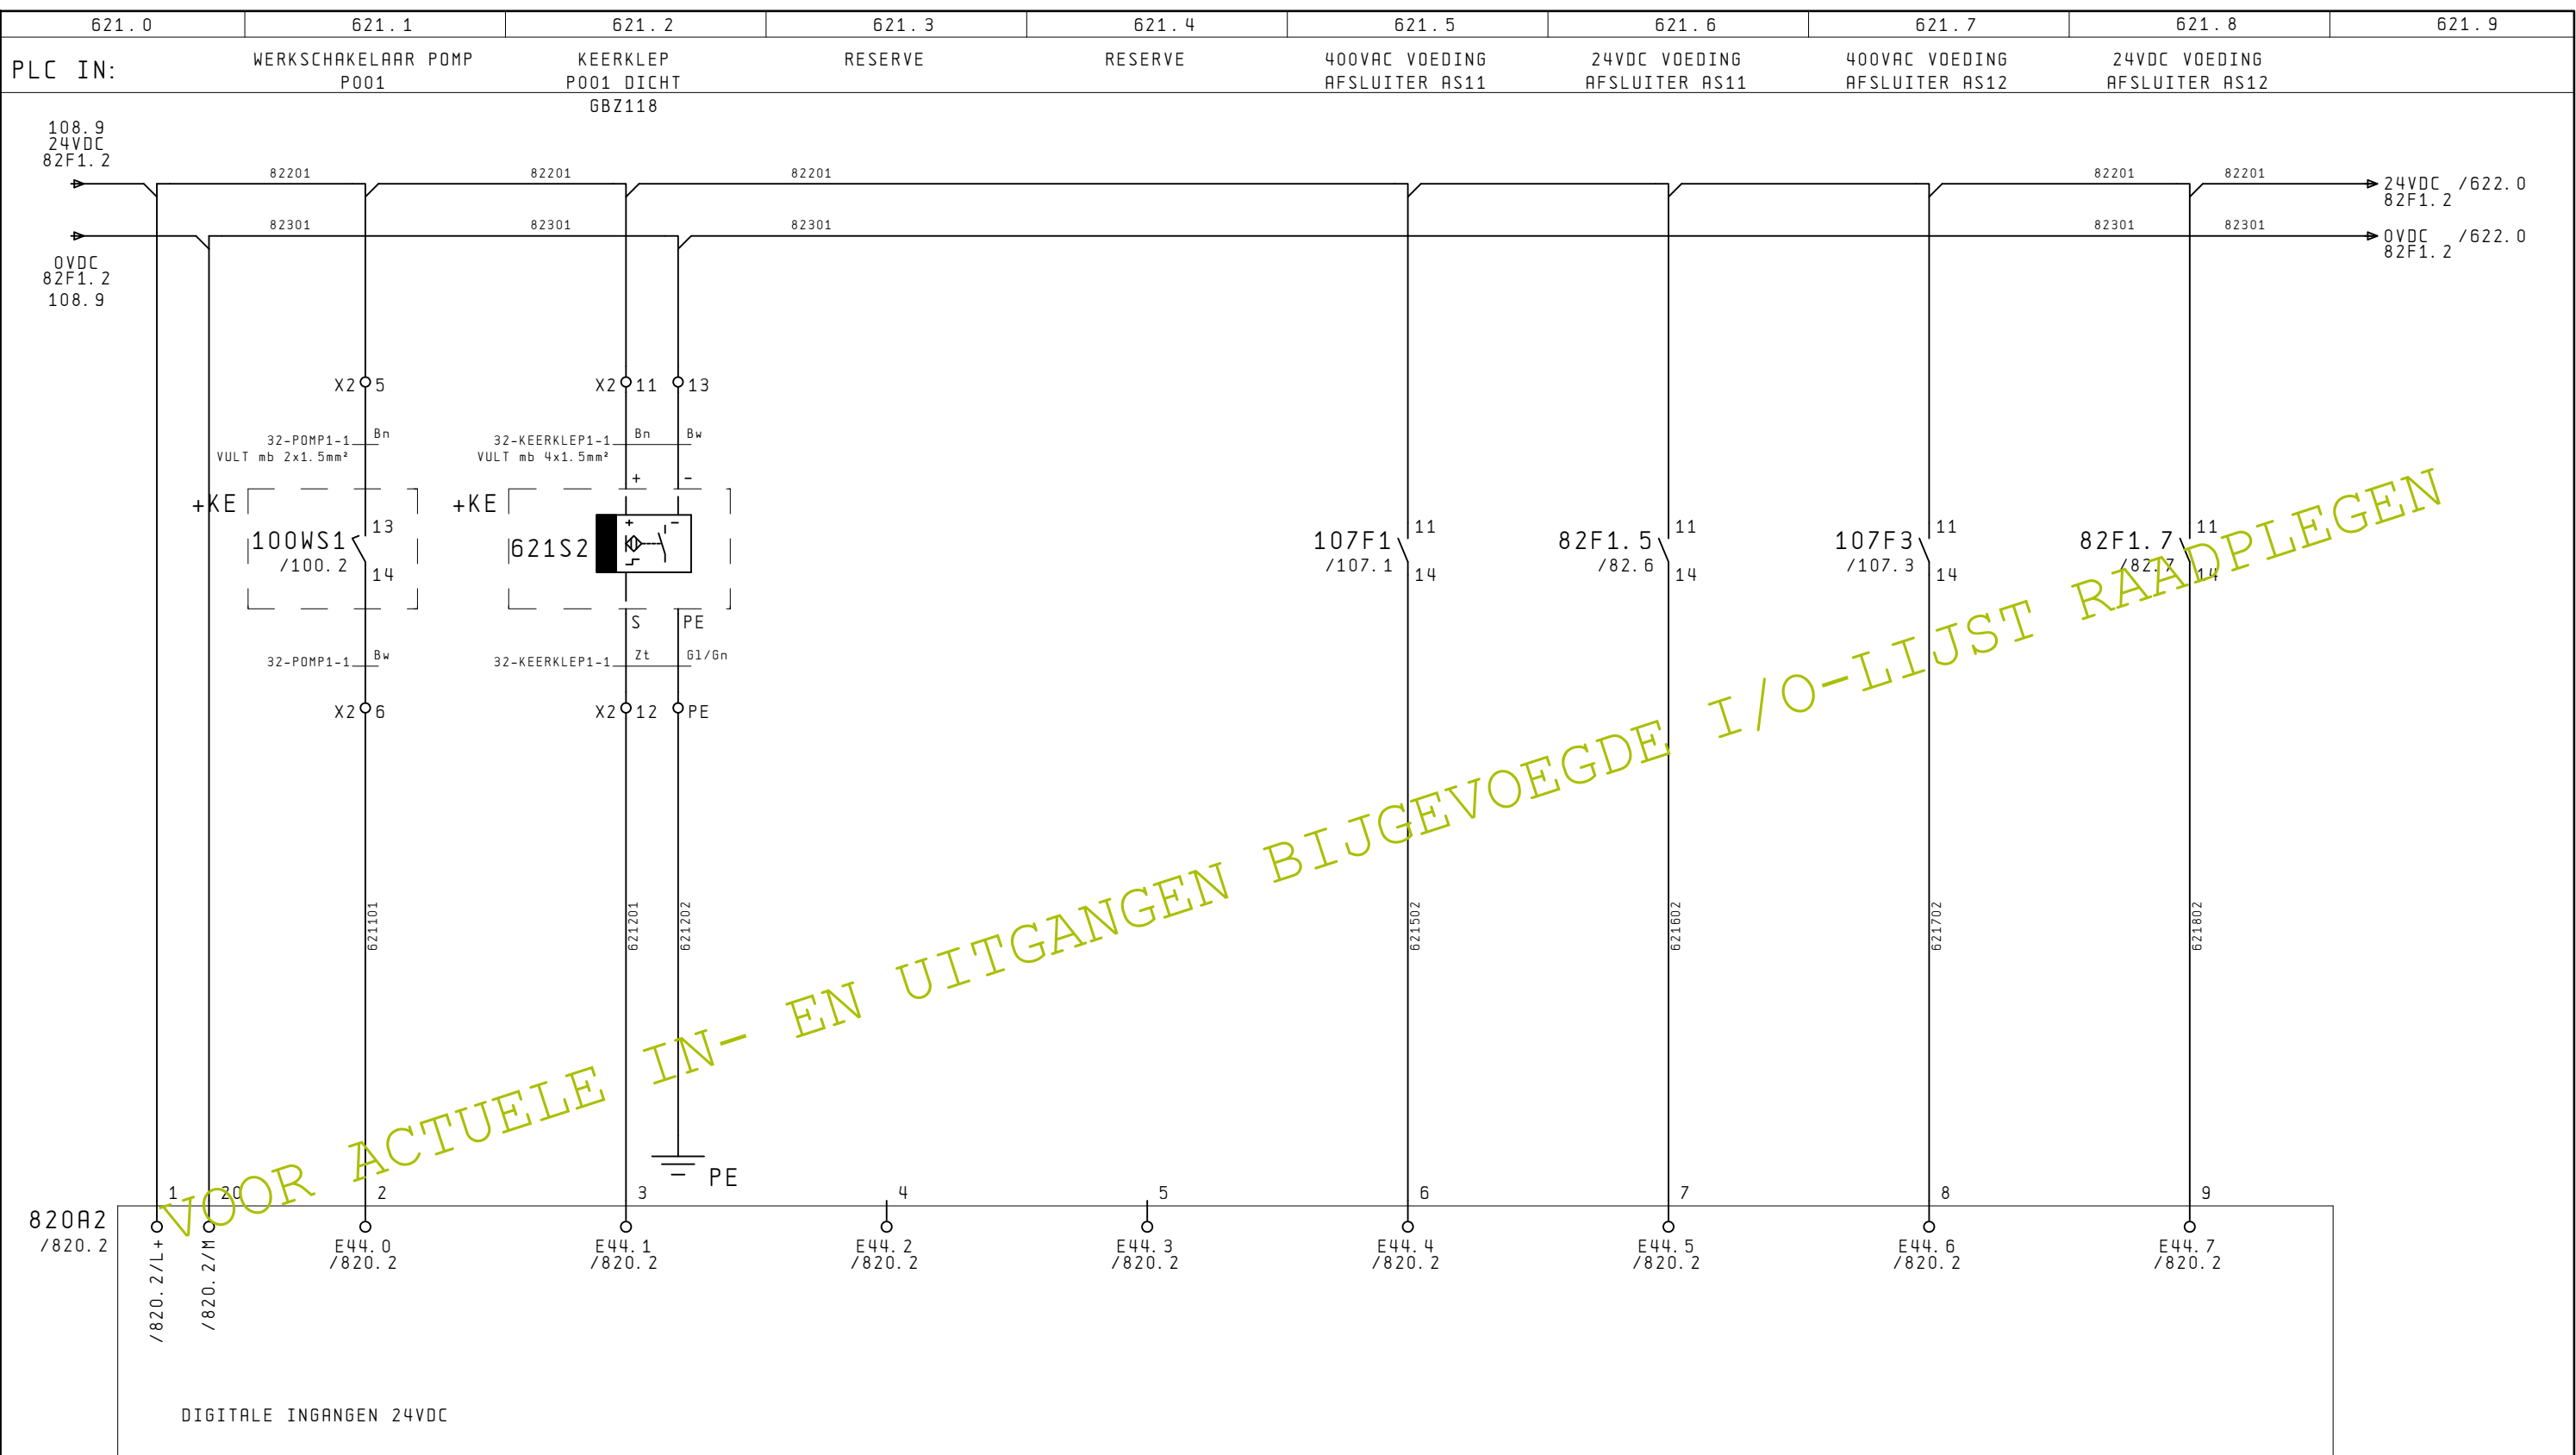 621.0 621.1 621.2 621.3 621.4 621.5 621.6 621.7 621.8 621.9
PLC IN:
WERKSCHAKELAAR POMP
P001
KEERKLEP
P001 DICHT
GBZ118
RESERVE
RESERVE
400VAC VOEDING
AFSLUITER AS11
24VDC VOEDING
AFSLUITER AS11
400VAC VOEDING
AFSLUITER AS12
24VDC VOEDING
AFSLUITER AS12
108.9
24VDC
82F1.2
82201 82201 82201 82201 82201
24VDC /622.0
82F1.2
82301 82301 82301 82301 82301
0VDC /622.0
82F1.2
0VDC
82F1.2
108.9
X2 5
X2 11 13
32-POMP1-1 Bn
VULT mb 2x1.5mm²
32-KEERKLEP1-1 Bn Bw
VULT mb 4x1.5mm²
+ -
+KE
13
100WS1
/100.2
14
+KE
+ -
621S2
11
107F1
/107.1
14
11
82F1.5
/82.6
14
11
107F3
/107.3
14
11
82F1.7
/82.7
14
S PE
32-POMP1-1 Bw
32-KEERKLEP1-1 Zt Gl/Gn
X2 6
X2 12 PE
621101
621201
621202
621502
621602
621702
621802
VOOR ACTUELE IN- EN UITGANGEN BIJGEVOEGDE I/O-LIJST RAADPLEGEN
PE
1 20 2 3 4 5 6 7 8 9
820A2
/820.2
/820.2/L+
/820.2/M
E44.0
/820.2
E44.1
/820.2
E44.2
/820.2
E44.3
/820.2
E44.4
/820.2
E44.5
/820.2
E44.6
/820.2
E44.7
/820.2
DIGITALE INGANGEN 24VDC